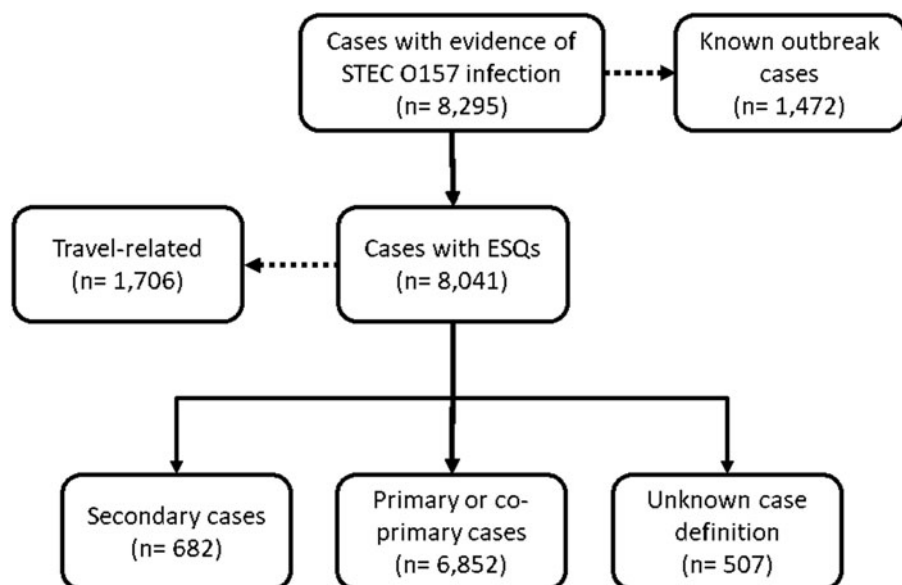 Cases with evidence of
STEC O157 infection
(n= 8,295)
Known outbreak
cases
(n= 1,472)
Travel-related
(n= 1,706)
Cases with ESQs
(n= 8,041)
Secondary cases
(n= 682)
Primary or co-
primary cases
(n= 6,852)
Unknown case
definition
(n= 507)